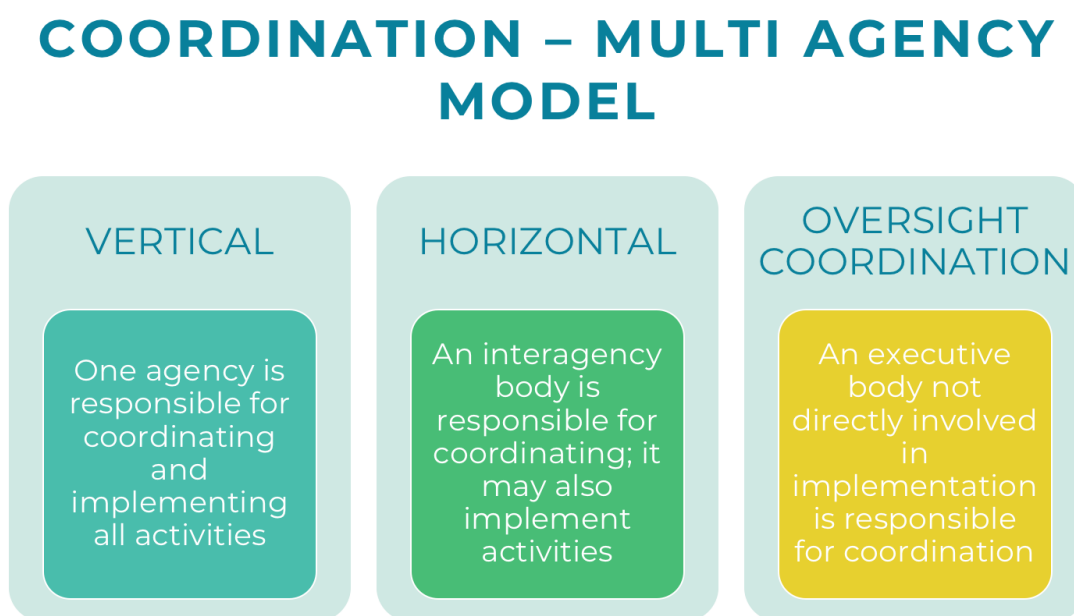 COORDINATION – MULTI AGENCY
MODEL
VERTICAL
One agency is
responsible for
coordinating
and
implementing
all activities
HORIZONTAL
An interagency
body is
responsible for
coordinating; it
may also
implement
activities
OVERSIGHT
COORDINATION
An executive
body not
directly involved
in
implementation
is responsible
for coordination